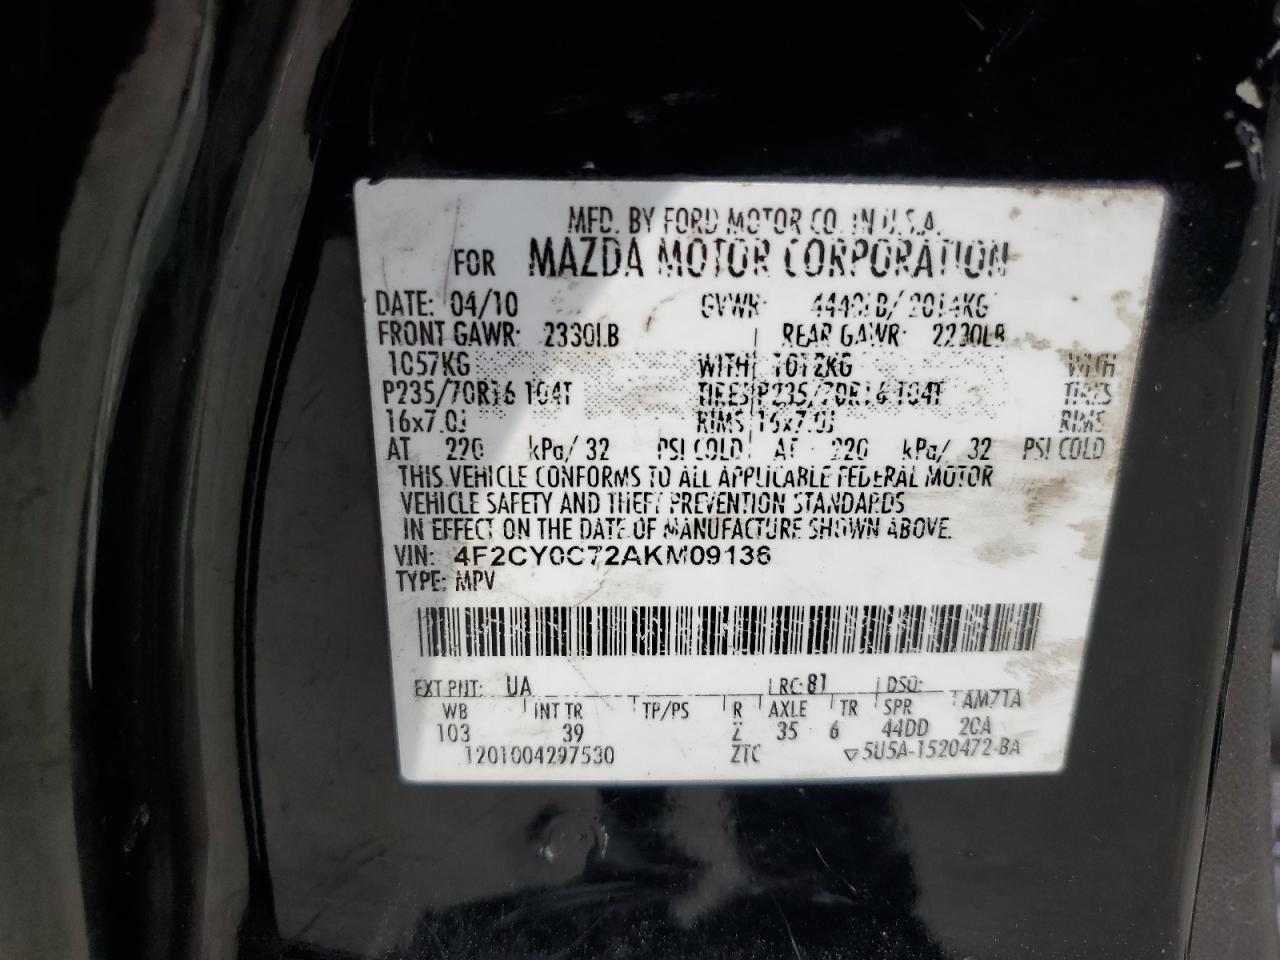 MFD. BY FORD MOTOR CO. IN U.S.A.
FOR MAZDA MOTOR CORPORATION
DATE: 04/10 GVWR: 4440LB/ 2014KG
FRONT GAWR: 2330LB REAR GAWR: 2230LB
1057KG WITH 1012KG WITH
P235/70R16 104T TIRES P235/70R16 104T TIRES
16x7.0J RIMS 16x7.0J RIMS
AT 220 kPa/ 32 PSI COLD AT 220 kPa/ 32 PSI COLD
THIS VEHICLE CONFORMS TO ALL APPLICABLE FEDERAL MOTOR
VEHICLE SAFETY AND THEFT PREVENTION STANDARDS
IN EFFECT ON THE DATE OF MANUFACTURE SHOWN ABOVE.
VIN: 4F2CY0C72AKM09136
TYPE: MPV
EXT PNT: UA RC: 81 DSO:
WB INT TR TP/PS R AXLE TR SPR
103 39 Z 35 6 44DD
1201004297530 ZTC 5U5A-1520472-BA